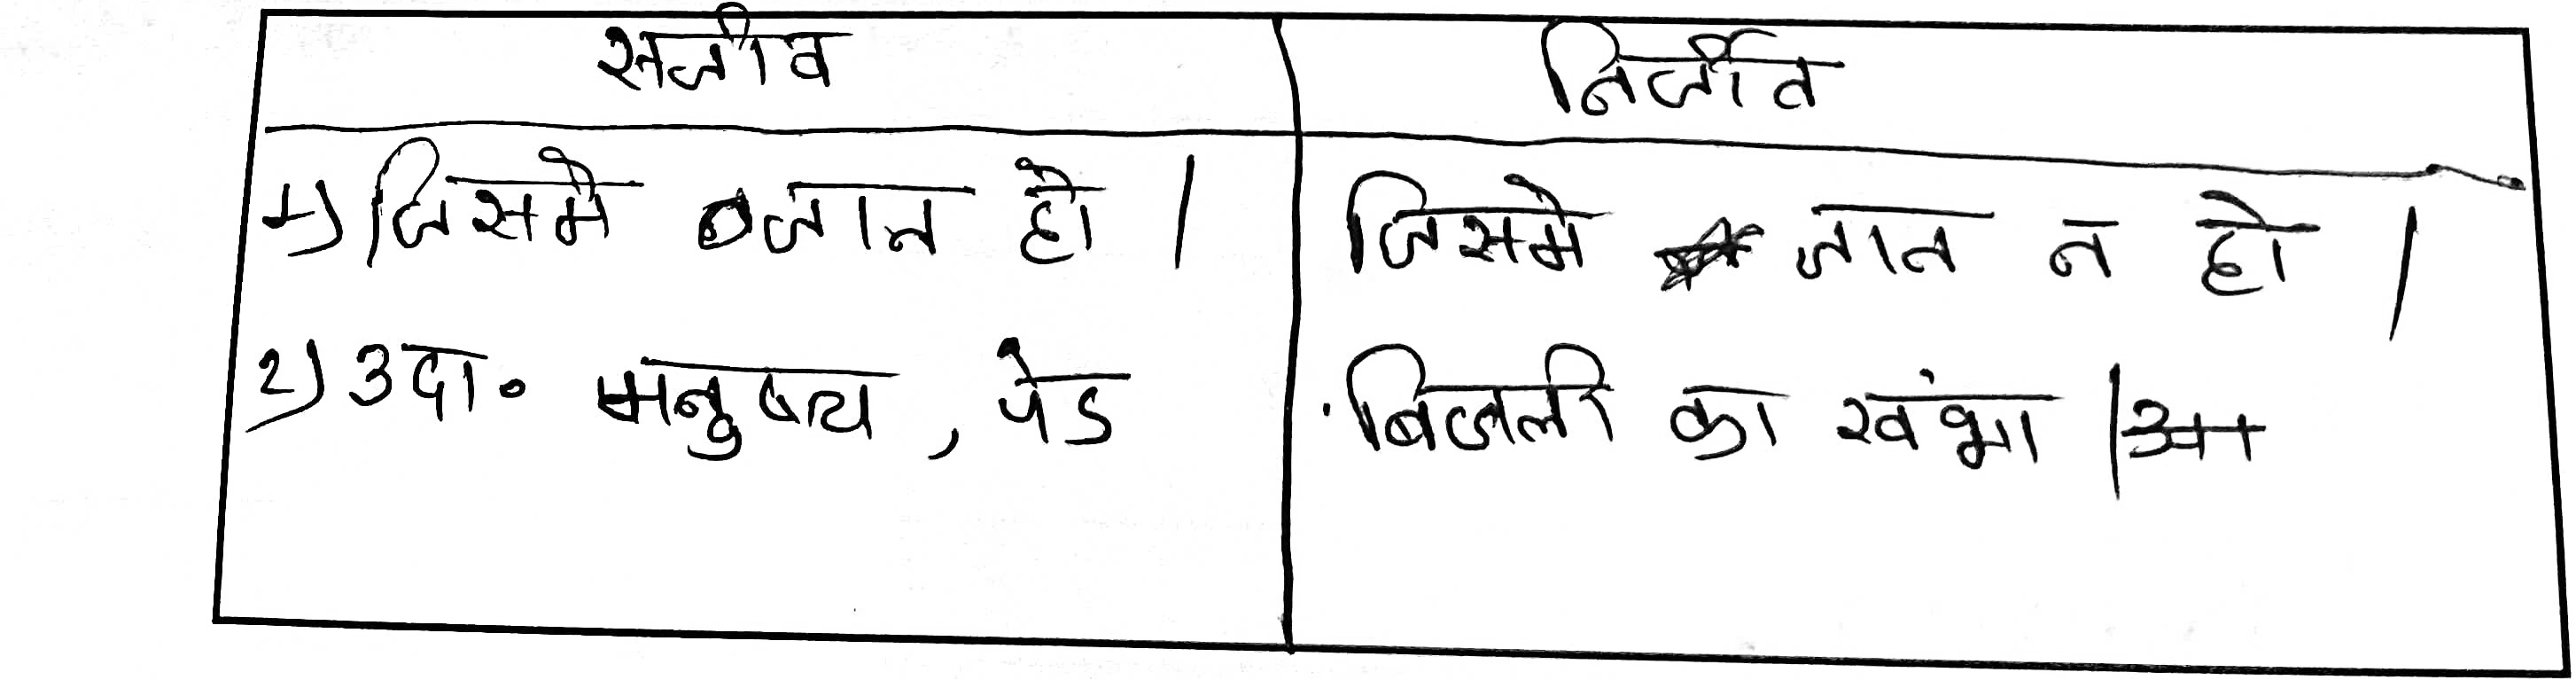 सजीव
निर्जीव
1) जिसमे जान हो ।
जिसमे जान न हो ।
2) उदा॰ मनुष्य , पेड
बिजली का खंभा ।